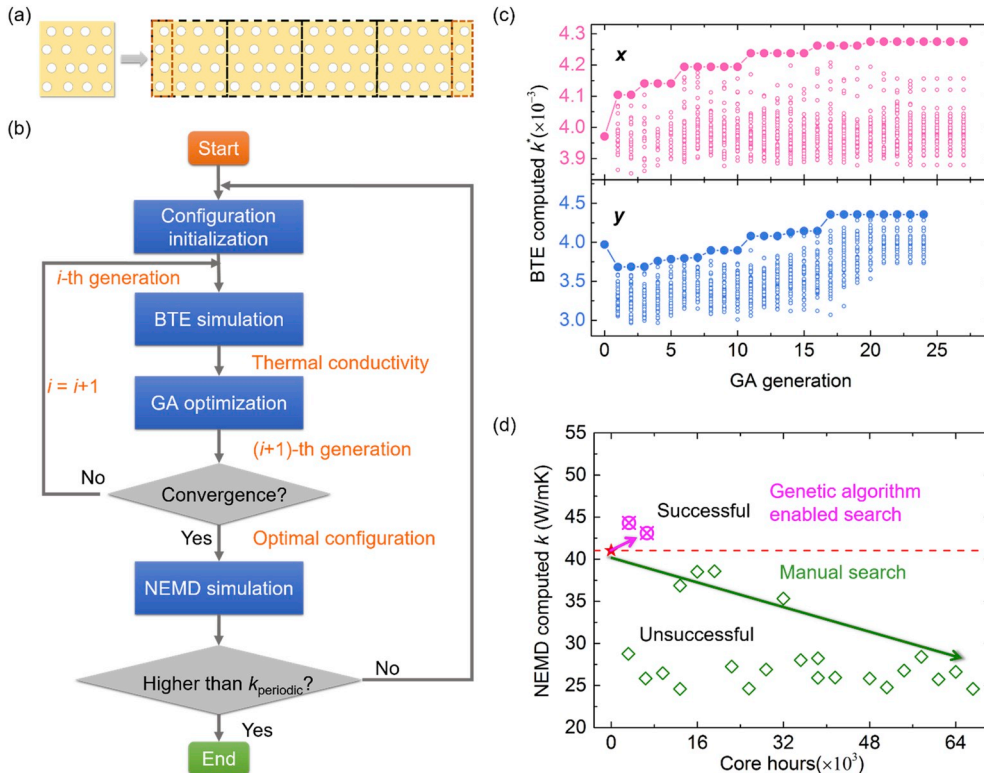 (a)
(b)
Start
Configuration
initialization
i-th generation
BTE simulation
Thermal conductivity
i = i+1
GA optimization
(i+1)-th generation
No
Convergence?
Yes
Optimal configuration
NEMD simulation
No
Higher than kperiodic?
Yes
End
(c)
4.3
x
4.2
4.1
4.0
3.9
BTE computed k*(×10⁻³)
4.5
y
4.0
3.5
3.0
0 5 10 15 20 25
GA generation
(d)
55
50
45
40
35
30
25
20
NEMD computed k (W/mK)
Genetic algorithm
enabled search
Successful
Manual search
Unsuccessful
0 16 32 48 64
Core hours(×10³)